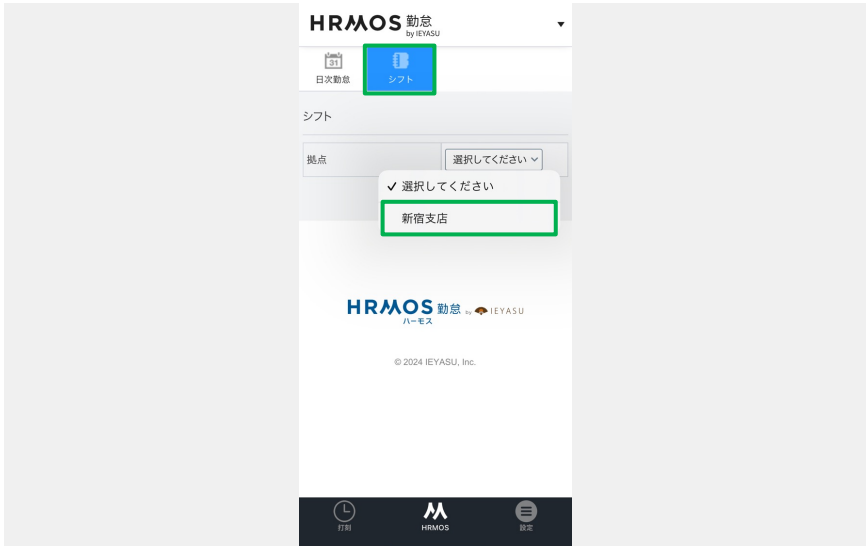 HRMOS 勤怠
by IEYASU
▼
31
日次勤怠
シフト
シフト
拠点
選択してください
✓ 選択してください
新宿支店
HRMOS 勤怠 by IEYASU
ハーモス
© 2024 IEYASU, Inc.
打刻
HRMOS
設定